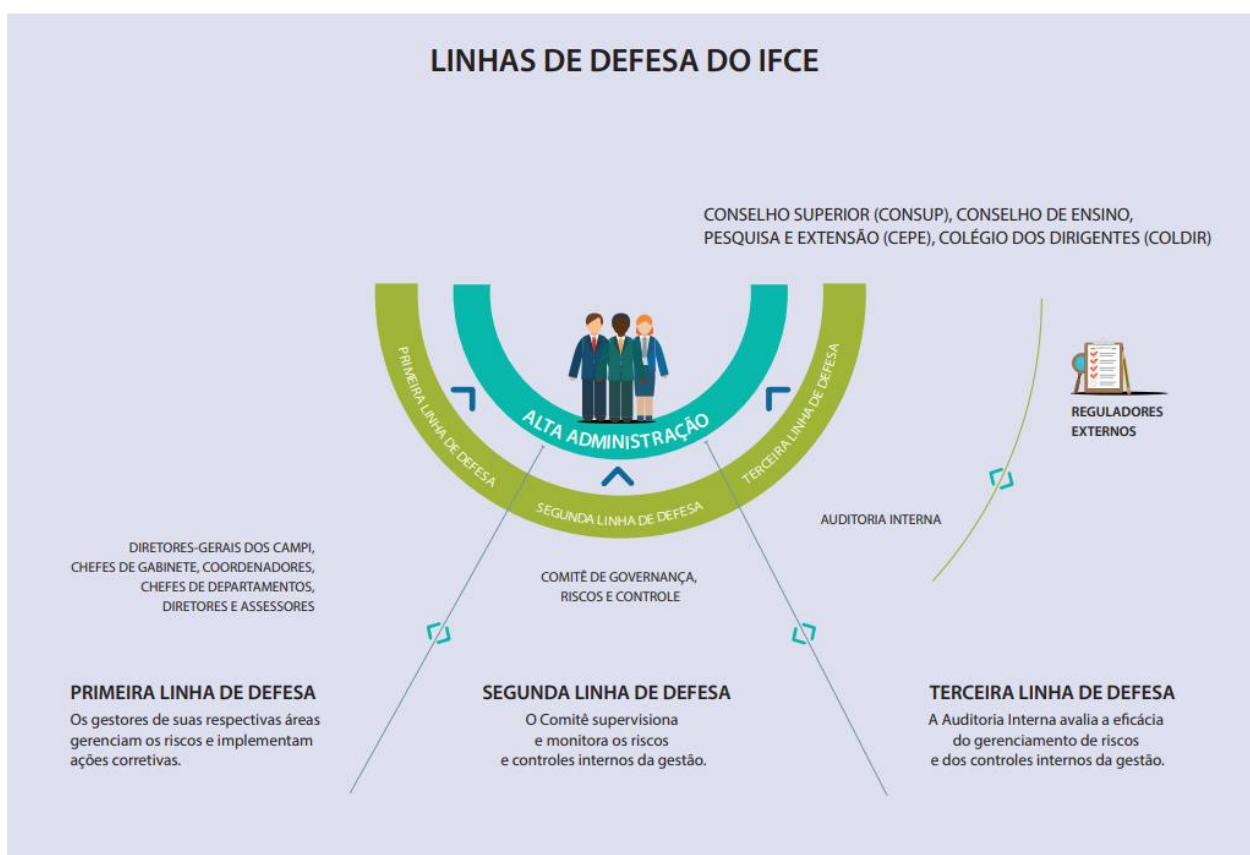 LINHAS DE DEFESA DO IFCE
CONSELHO SUPERIOR (CONSUP), CONSELHO DE ENSINO,
PESQUISA E EXTENSÃO (CEPE), COLÉGIO DOS DIRIGENTES (COLDIR)
PRIMEIRA LINHA DE DEFESA
ALTA ADMINISTRAÇÃO
SEGUNDA LINHA DE DEFESA
TERCEIRA LINHA DE DEFESA
REGULADORES
EXTERNOS
AUDITORIA INTERNA
DIRETORES-GERAIS DOS CAMPI,
CHEFES DE GABINETE, COORDENADORES,
CHEFES DE DEPARTAMENTOS,
DIRETORES E ASSESSORES
COMITÊ DE GOVERNANÇA,
RISCOS E CONTROLE
PRIMEIRA LINHA DE DEFESA
Os gestores de suas respectivas áreas
gerenciam os riscos e implementam
ações corretivas.
SEGUNDA LINHA DE DEFESA
O Comitê supervisiona
e monitora os riscos
e controles internos da gestão.
TERCEIRA LINHA DE DEFESA
A Auditoria Interna avalia a eficácia
do gerenciamento de riscos
e dos controles internos da gestão.